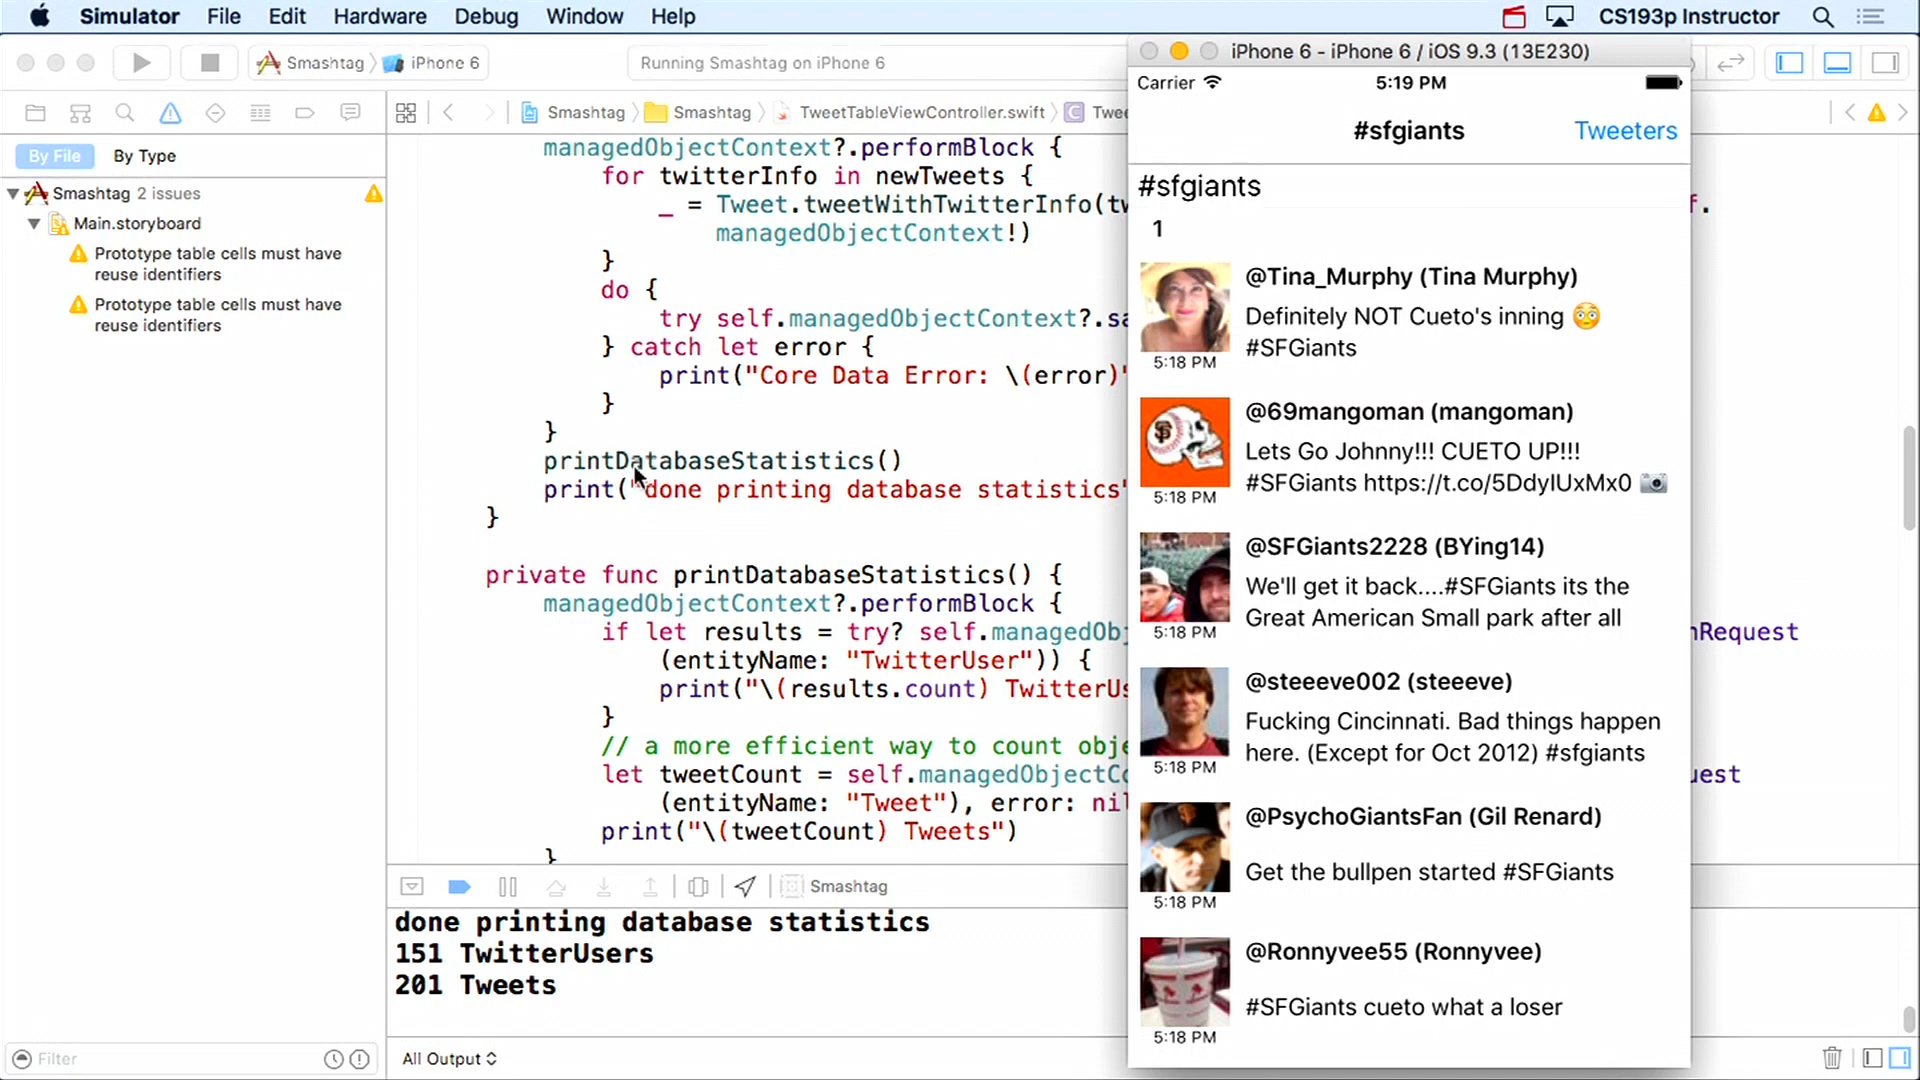 Simulator File Edit Hardware Debug Window Help
CS193p Instructor
Smashtag iPhone 6
Running Smashtag on iPhone 6
Smashtag Smashtag TweetTableViewController.swift Twee
By File By Type
Smashtag 2 issues
Main.storyboard
Prototype table cells must have
reuse identifiers
Prototype table cells must have
reuse identifiers
Filter
managedObjectContext?.performBlock {
for twitterInfo in newTweets {
_ = Tweet.tweetWithTwitterInfo(tw f.
managedObjectContext!)
}
do {
try self.managedObjectContext?.sa
} catch let error {
print("Core Data Error: \(error)"
}
}
printDatabaseStatistics()
print("done printing database statistics"
}
private func printDatabaseStatistics() {
managedObjectContext?.performBlock {
if let results = try? self.managedObj nRequest
(entityName: "TwitterUser")) {
print("\(results.count) TwitterUs
}
// a more efficient way to count obje
let tweetCount = self.managedObjectCo uest
(entityName: "Tweet"), error: nil
print("\(tweetCount) Tweets")
}
Smashtag
done printing database statistics
151 TwitterUsers
201 Tweets
All Output
iPhone 6 - iPhone 6 / iOS 9.3 (13E230)
Carrier 5:19 PM
#sfgiants Tweeters
#sfgiants
1
@Tina_Murphy (Tina Murphy)
Definitely NOT Cueto's inning 😳
#SFGiants
5:18 PM
@69mangoman (mangoman)
Lets Go Johnny!!! CUETO UP!!!
#SFGiants https://t.co/5DdyIUxMx0 📷
5:18 PM
@SFGiants2228 (BYing14)
We'll get it back....#SFGiants its the
Great American Small park after all
5:18 PM
@steeeve002 (steeeve)
Fucking Cincinnati. Bad things happen
here. (Except for Oct 2012) #sfgiants
5:18 PM
@PsychoGiantsFan (Gil Renard)
Get the bullpen started #SFGiants
5:18 PM
@Ronnyvee55 (Ronnyvee)
#SFGiants cueto what a loser
5:18 PM